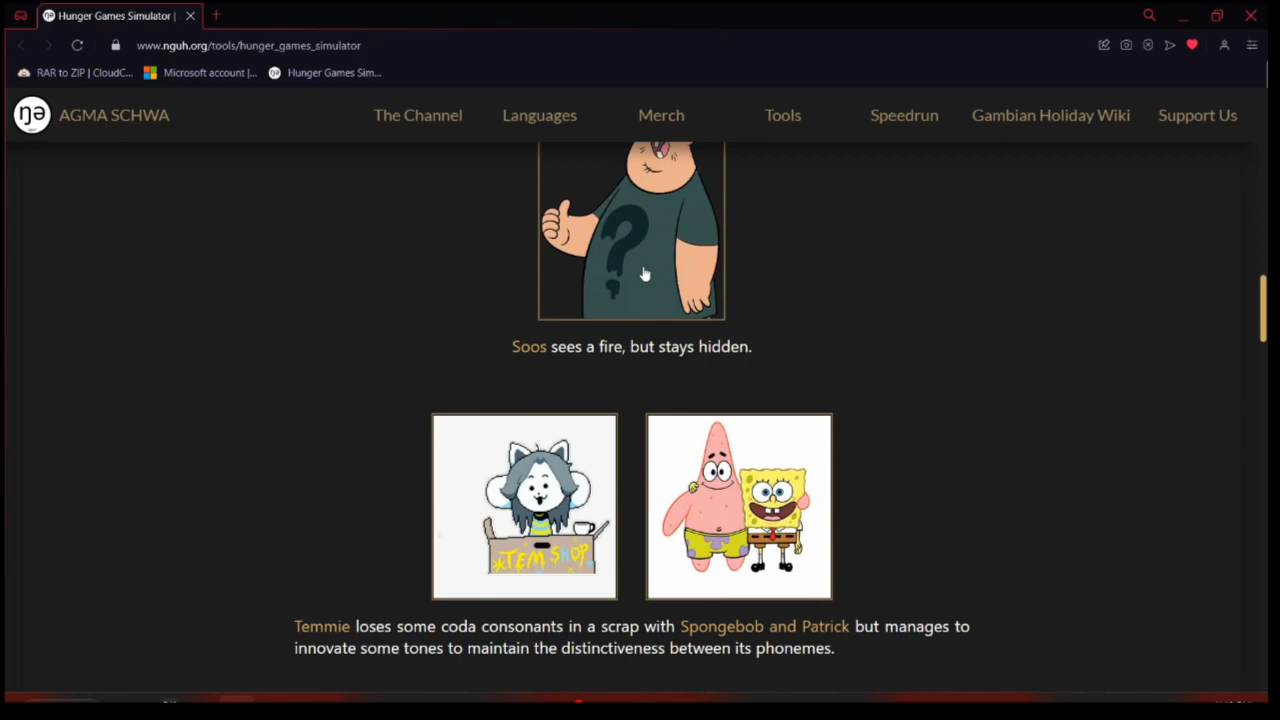 Hunger Games Simulator |
www.nguh.org/tools/hunger_games_simulator
RAR to ZIP | CloudC... Microsoft account |... Hunger Games Sim...
ŋə AGMA SCHWA The Channel Languages Merch Tools Speedrun Gambian Holiday Wiki Support Us
?
Soos sees a fire, but stays hidden.
*TEM SHOP
Temmie loses some coda consonants in a scrap with Spongebob and Patrick but manages to
innovate some tones to maintain the distinctiveness between its phonemes.